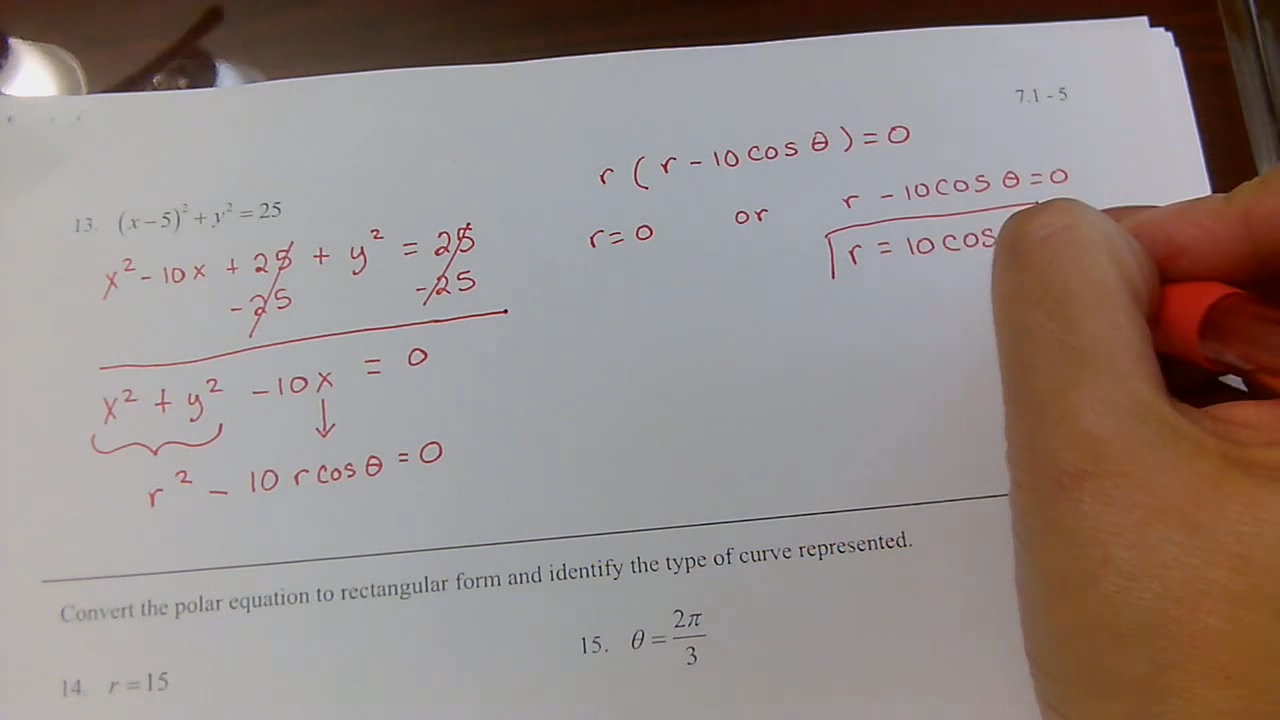 7.1 - 5
13. (x−5)² + y² = 25
x² - 10x + 25 + y² = 25
-25 -25
x² + y² - 10x = 0
r² - 10 r cos θ = 0
r ( r - 10 cos θ ) = 0
r = 0 or r - 10 cos θ = 0
r = 10 cos
Convert the polar equation to rectangular form and identify the type of curve represented.
14. r = 15
15. θ = 2π/3